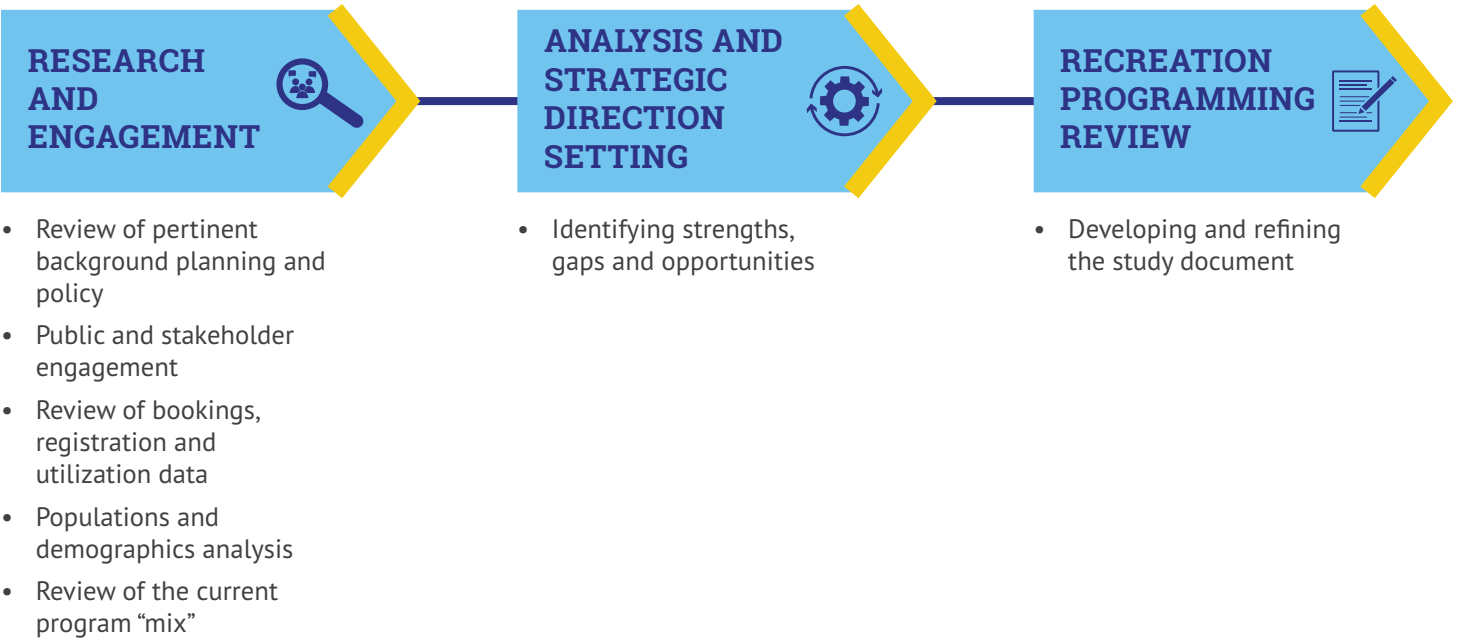 RESEARCH
AND
ENGAGEMENT
• Review of pertinent
background planning and
policy
• Public and stakeholder
engagement
• Review of bookings,
registration and
utilization data
• Populations and
demographics analysis
• Review of the current
program “mix”
ANALYSIS AND
STRATEGIC
DIRECTION
SETTING
• Identifying strengths,
gaps and opportunities
RECREATION
PROGRAMMING
REVIEW
• Developing and refining
the study document